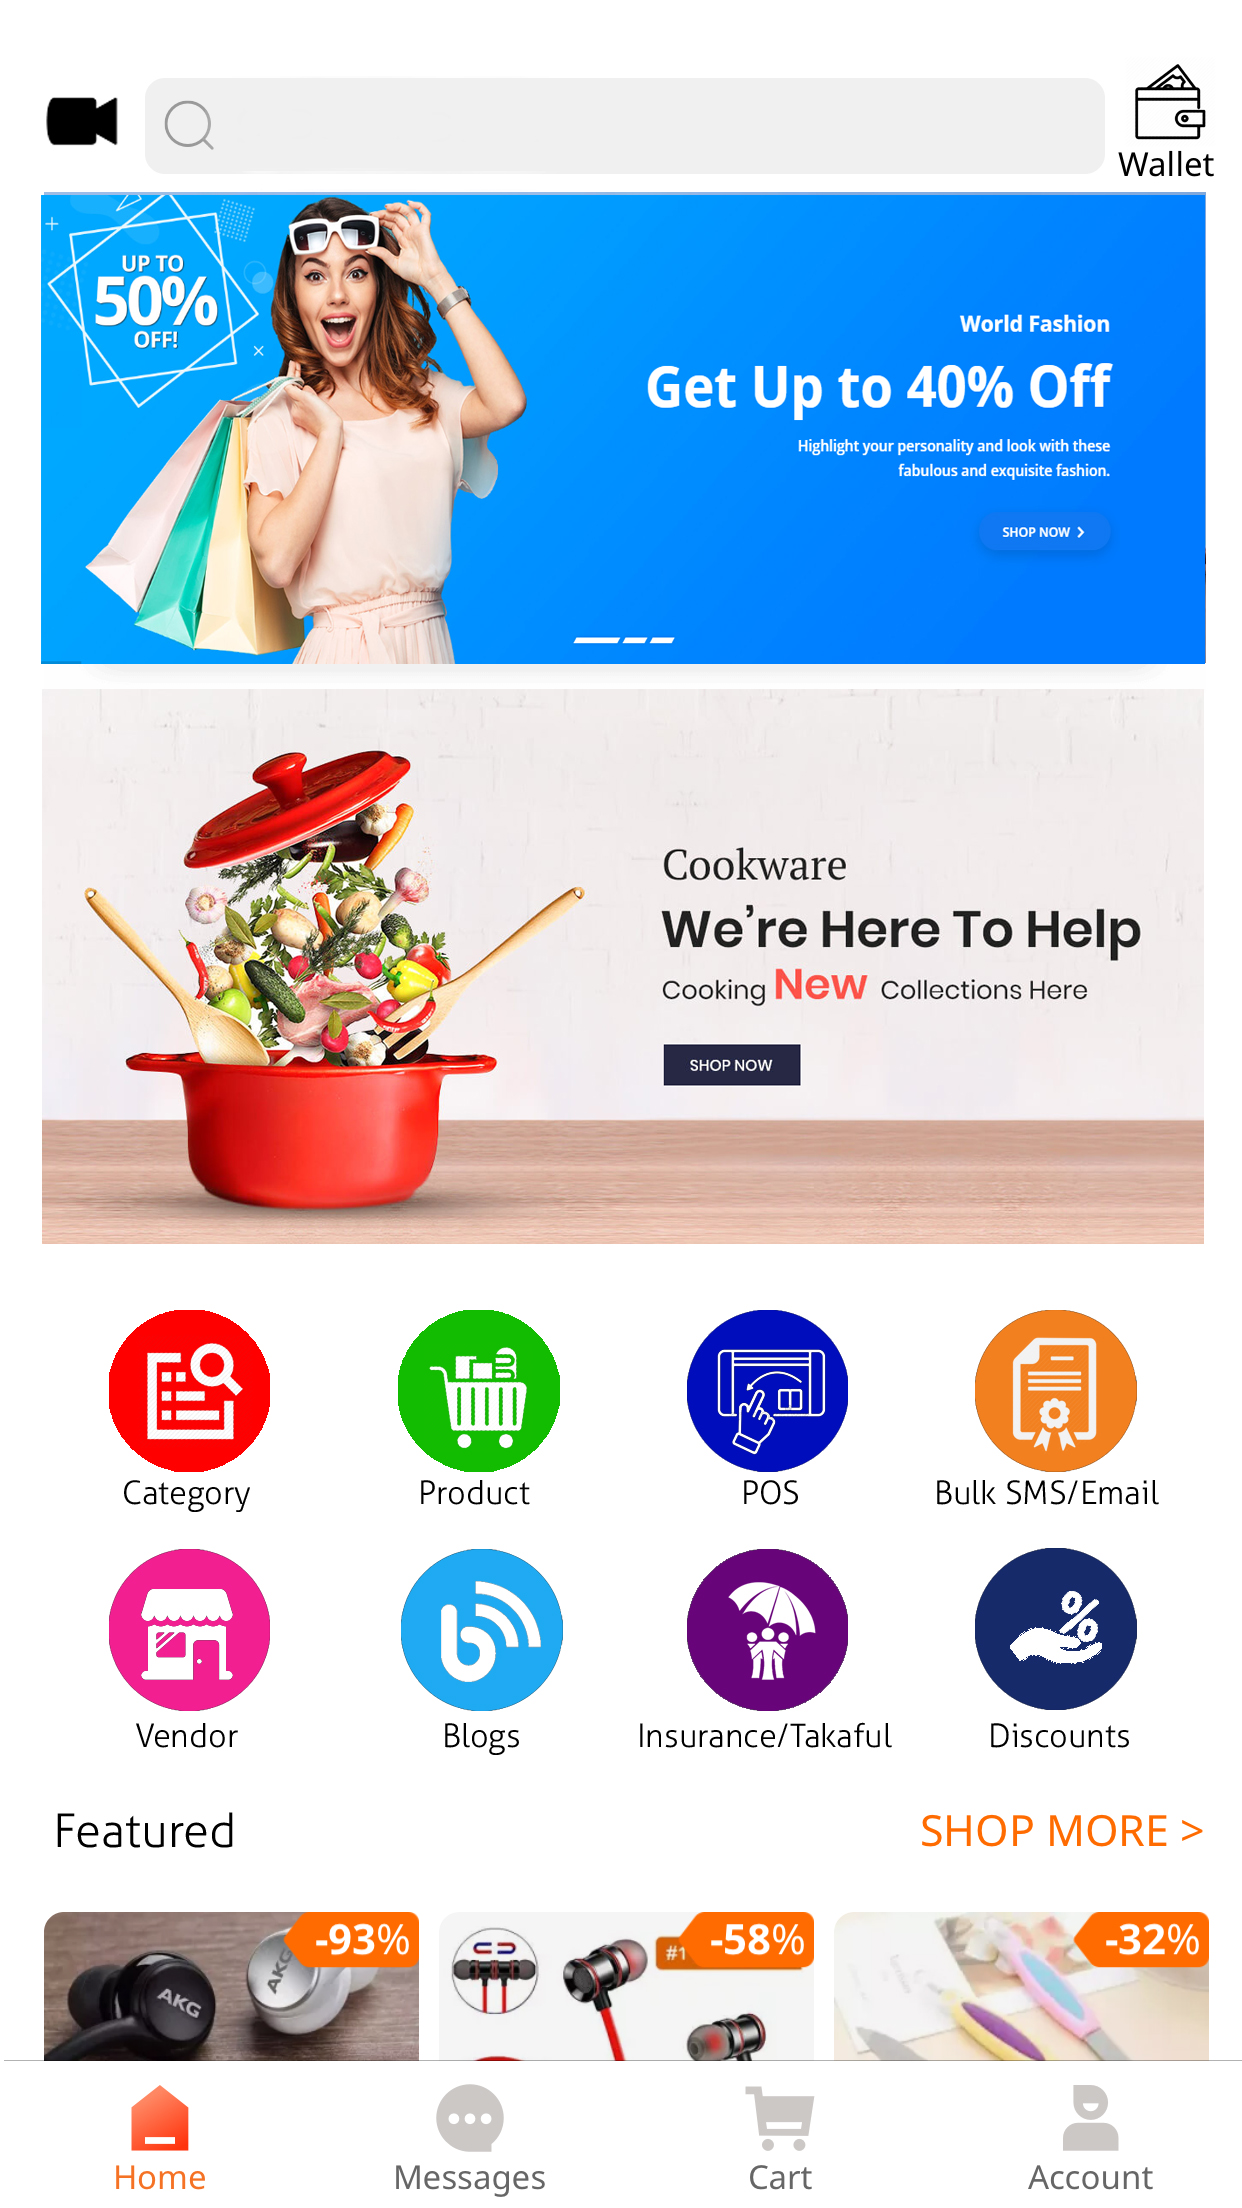 Wallet
UP TO
50%
OFF!
World Fashion
Get Up to 40% Off
Highlight your personality and look with these
fabulous and exquisite fashion.
SHOP NOW >
Cookware
We're Here To Help
Cooking New Collections Here
SHOP NOW
Category
Product
POS
Bulk SMS/Email
Vendor
Blogs
Insurance/Takaful
Discounts
Featured
SHOP MORE >
-93%
-58%
-32%
#1
AKG
AKG
Home
Messages
Cart
Account